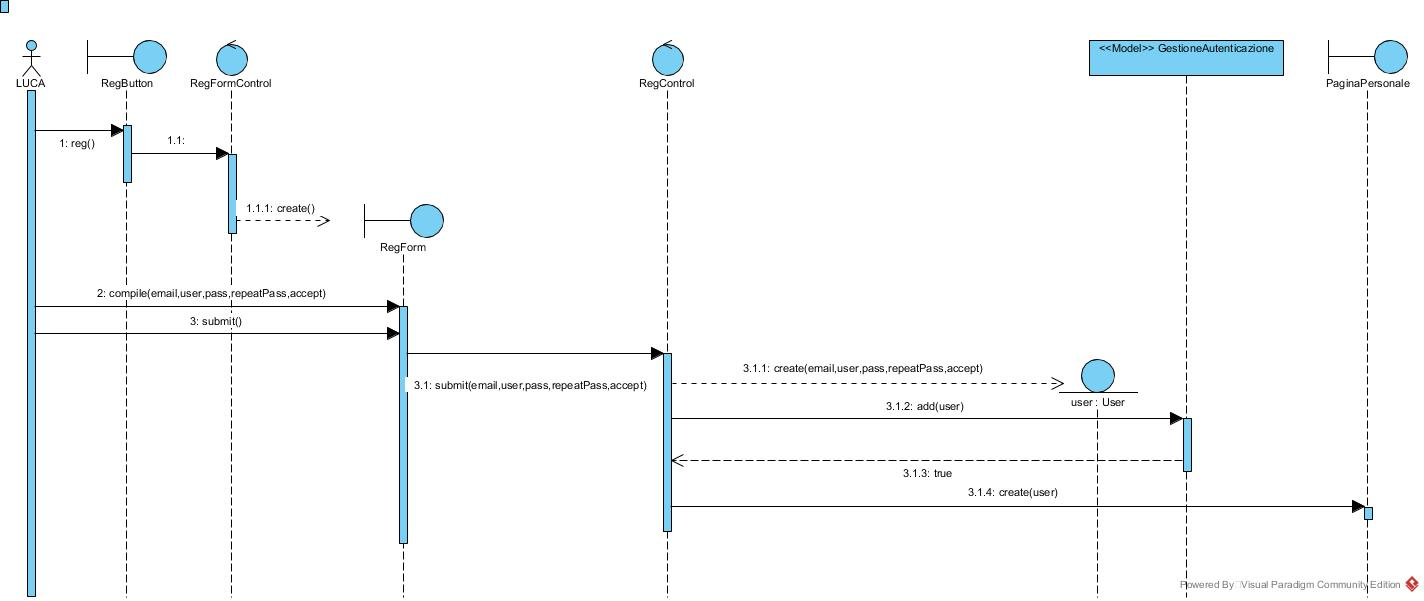 <<Model>> GestioneAutenticazione
LUCA
RegButton
RegFormControl
RegControl
PaginaPersonale
1: reg()
1.1:
1.1.1: create()
RegForm
2: compile(email,user,pass,repeatPass,accept)
3: submit()
3.1: submit(email,user,pass,repeatPass,accept)
3.1.1: create(email,user,pass,repeatPass,accept)
user : User
3.1.2: add(user)
3.1.3: true
3.1.4: create(user)
Powered By Visual Paradigm Community Edition